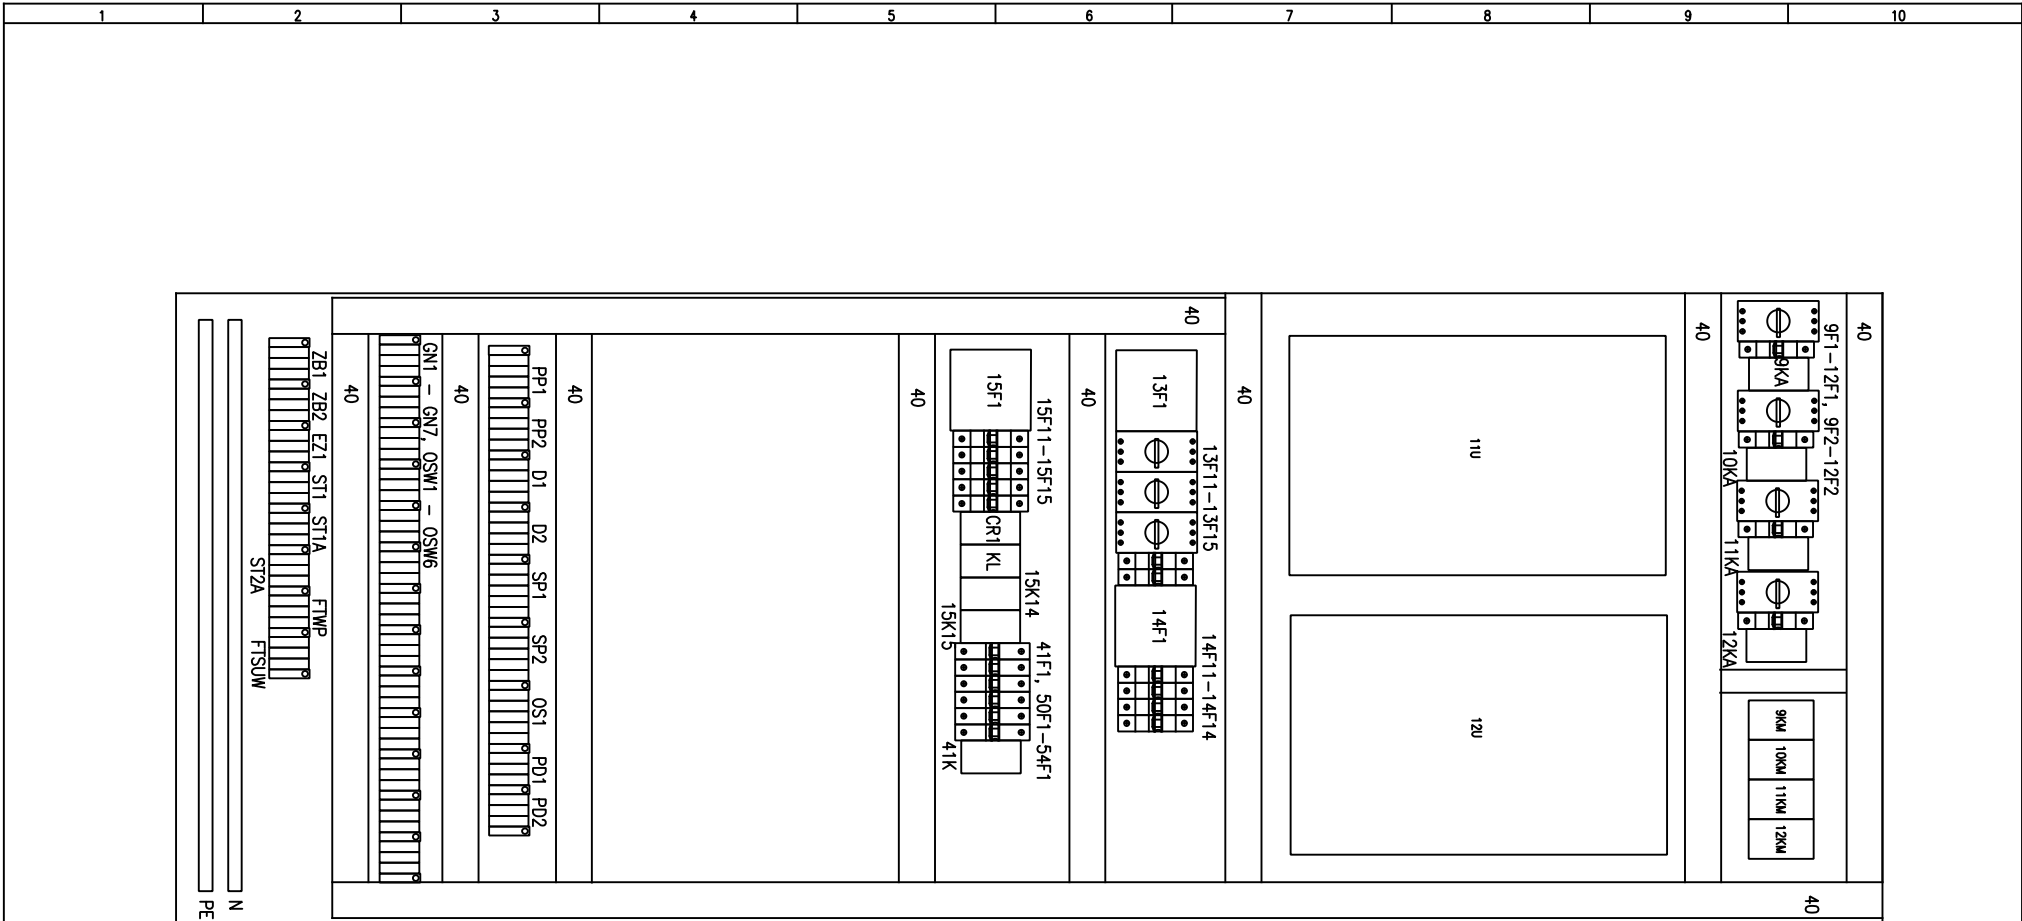 1
2
3
4
5
6
7
8
9
10
40
40
40
40
40
40
40
40
40
40
9F1-12F1, 9F2-12F2
9KA
10KA
11KA
12KA
9KM
10KM
11KM
12KM
11U
12U
13F1
13F11-13F15
14F1
14F11-14F14
15F1
15F11-15F15
CR1
KL
15K14
15K15
41F1, 50F1-54F1
41K
PP1
PP2
D1
D2
SP1
SP2
OS1
PD1
PD2
GN1 - GN7, OSW1 - OSW6
ZB1
ZB2
EZ1
ST1
ST1A
ST2A
FTWP
FTSUW
N
PE